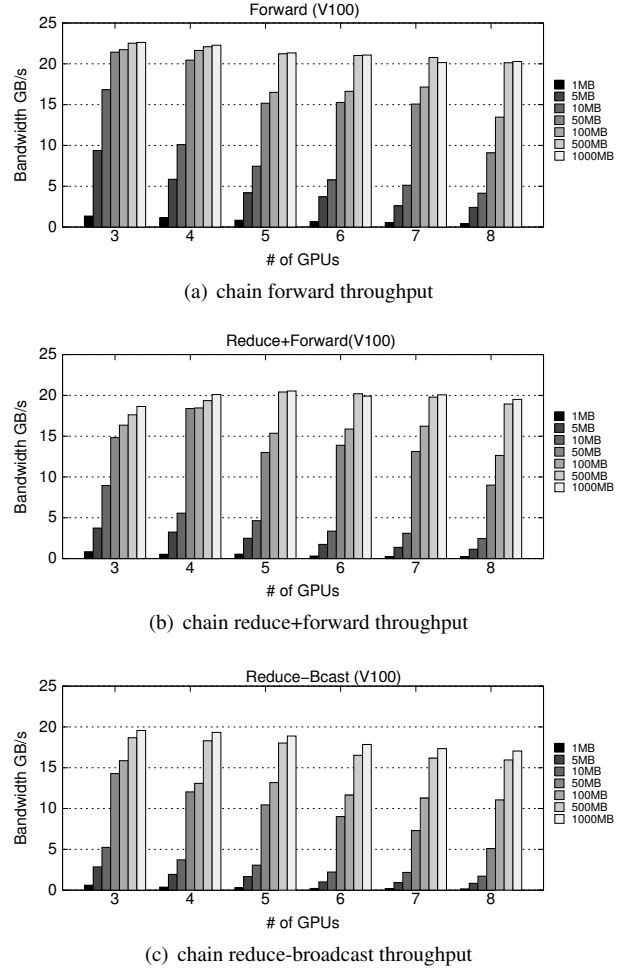 Forward (V100)
Bandwidth GB/s
25
20
15
10
5
0
3 4 5 6 7 8
# of GPUs
1MB
5MB
10MB
50MB
100MB
500MB
1000MB
(a) chain forward throughput
Reduce+Forward(V100)
Bandwidth GB/s
25
20
15
10
5
0
3 4 5 6 7 8
# of GPUs
1MB
5MB
10MB
50MB
100MB
500MB
1000MB
(b) chain reduce+forward throughput
Reduce−Bcast (V100)
Bandwidth GB/s
25
20
15
10
5
0
3 4 5 6 7 8
# of GPUs
1MB
5MB
10MB
50MB
100MB
500MB
1000MB
(c) chain reduce-broadcast throughput